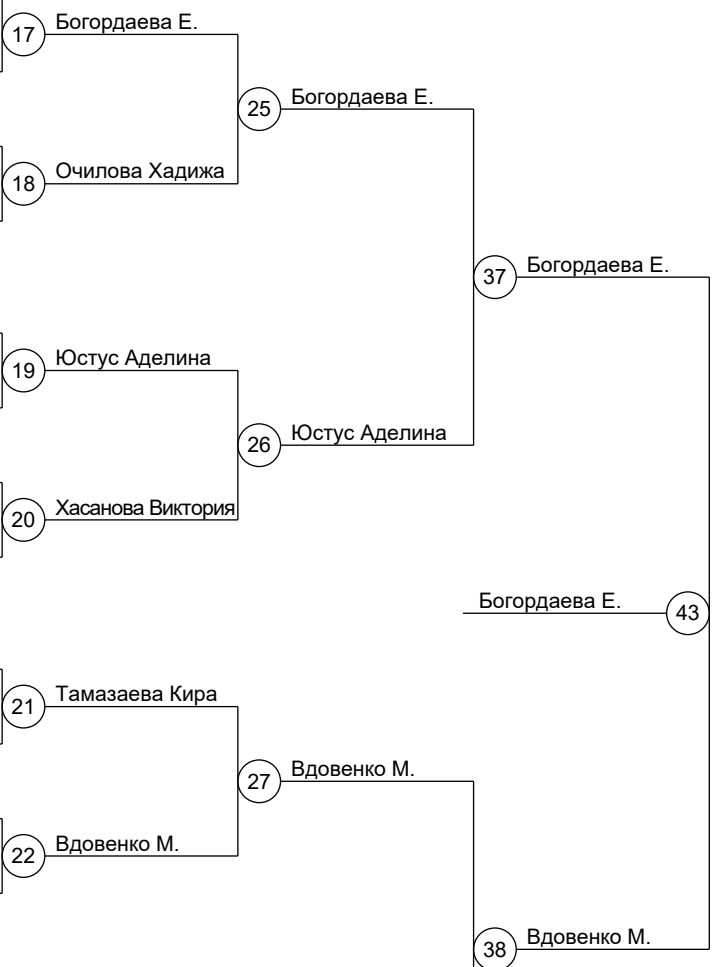 17 Богордаева Е.
25 Богордаева Е.
18 Очилова Хадижа
37 Богордаева Е.
19 Юстус Аделина
26 Юстус Аделина
20 Хасанова Виктория
Богордаева Е. 43
21 Тамазаева Кира
27 Вдовенко М.
22 Вдовенко М.
38 Вдовенко М.